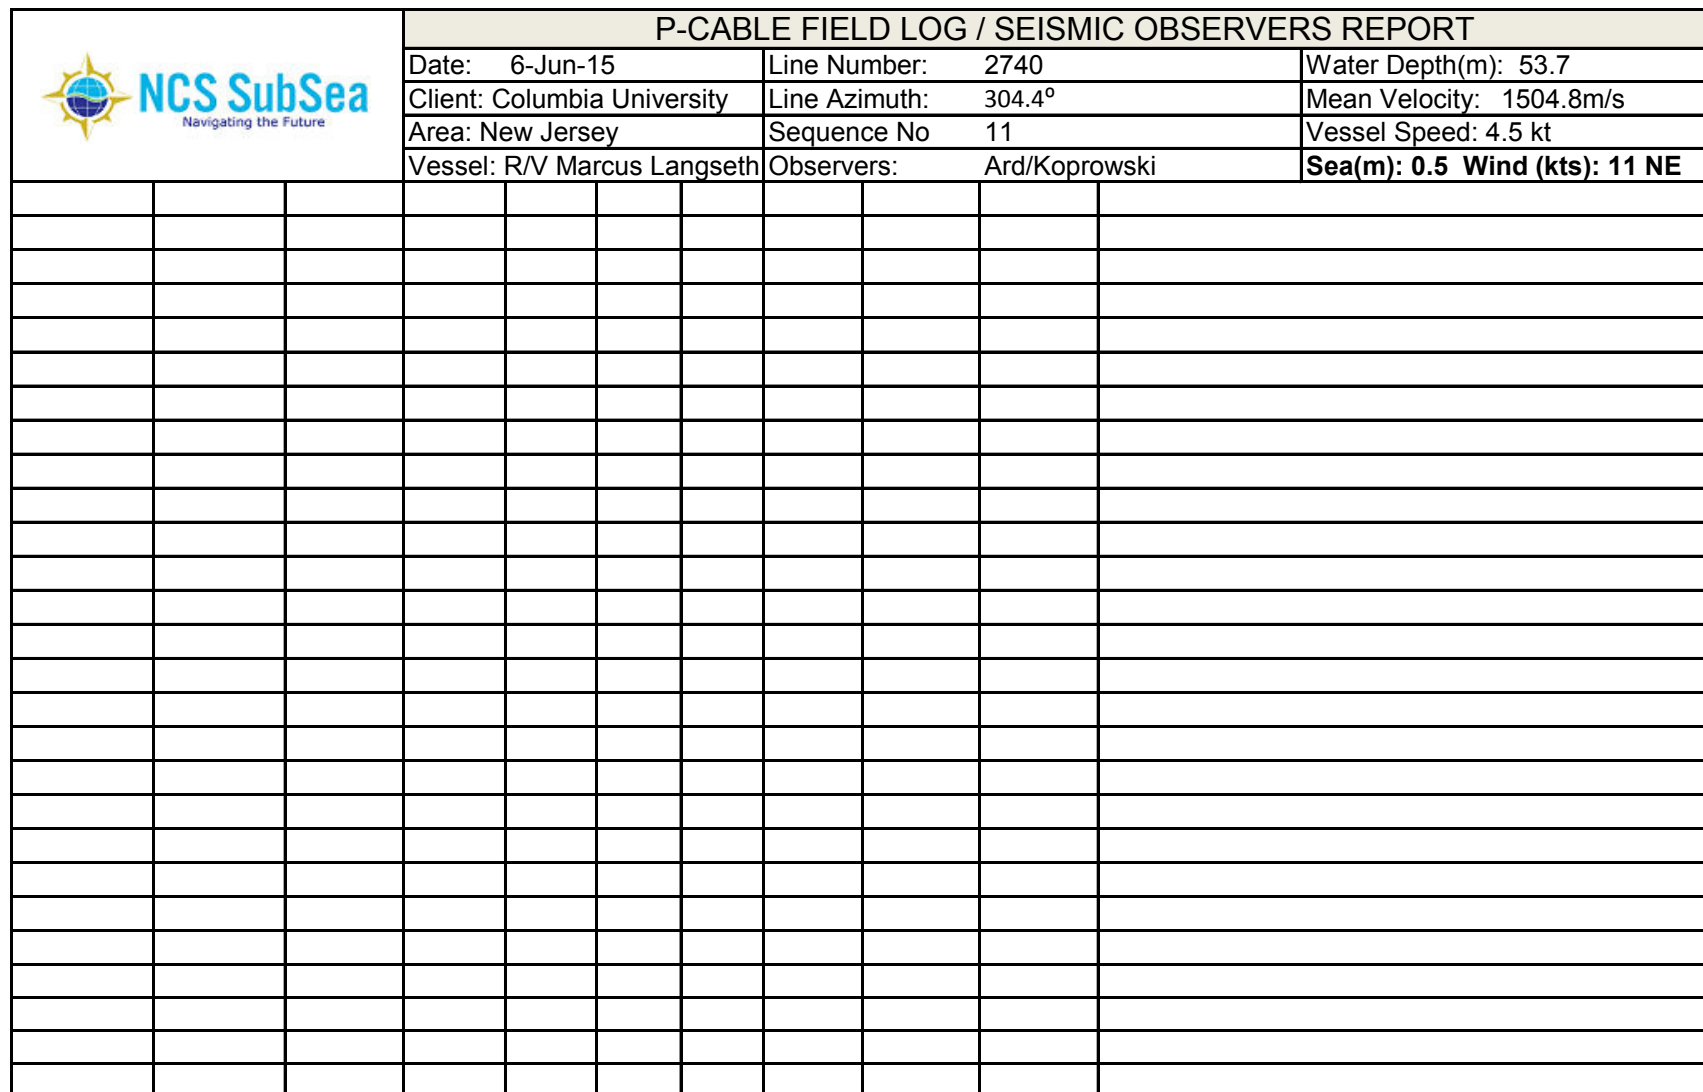 P-CABLE FIELD LOG / SEISMIC OBSERVERS REPORT
NCS SubSea
Navigating the Future
Date: 6-Jun-15 Line Number: 2740 Water Depth(m): 53.7
Client: Columbia University Line Azimuth: 304.4⁰ Mean Velocity: 1504.8m/s
Area: New Jersey Sequence No 11 Vessel Speed: 4.5 kt
Vessel: R/V Marcus Langseth Observers: Ard/Koprowski Sea(m): 0.5 Wind (kts): 11 NE